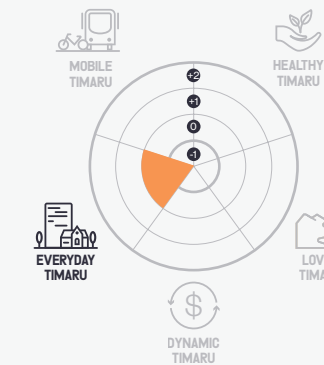 MOBILE
TIMARU
HEALTHY
TIMARU
+2
+1
0
-1
EVERYDAY
TIMARU
$
DYNAMIC
TIMARU